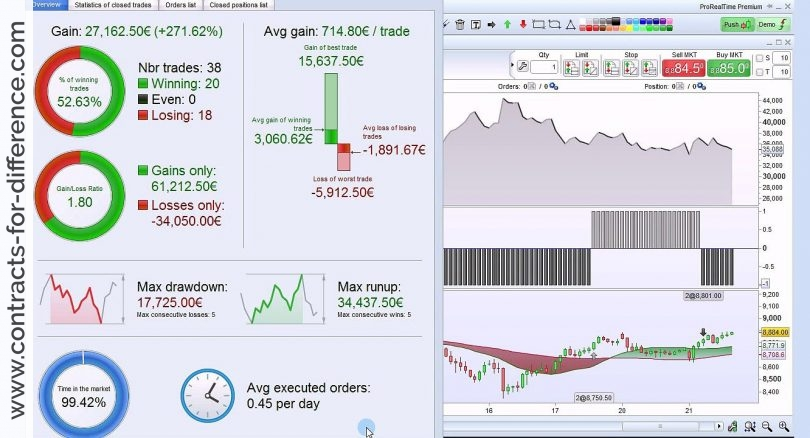 www.contracts-for-difference.com
Overview
Statistics of closed trades
Orders list
Closed positions list
Gain: 27,162.50€ (+271.62%)
% of winning
trades
52.63%
Nbr trades: 38
Winning: 20
Even: 0
Losing: 18
Gain/Loss Ratio
1.80
Gains only:
61,212.50€
Losses only:
-34,050.00€
Avg gain: 714.80€ / trade
Gain of best trade
15,637.50€
Avg gain of winning
trades
3,060.62€
Avg loss of losing
trades
-1,891.67€
Loss of worst trade
-5,912.50€
Max drawdown:
17,725.00€
Max consecutive losses: 5
Max runup:
34,437.50€
Max consecutive wins: 5
Time in the market
99.42%
Avg executed orders:
0.45 per day
ProRealTime Premium
Push
Demo
Qty
1
Limit
Stop
Sell MKT
8,884.5⁰
Buy MKT
8,885.0⁰
S
10
T
10
Orders: 0 / 0
Position: 0 / 0
44,000
42,000
40,000
38,000
35,088
32,000
30,000
28,000
26,000
1
0.5
0
-0.5
-1
2@8,801.00
9,200
9,100
9,000
8,884.00
8,771.9
8,708.6
8,600
8,500
8,400
2@8,750.50
16
17
20
21